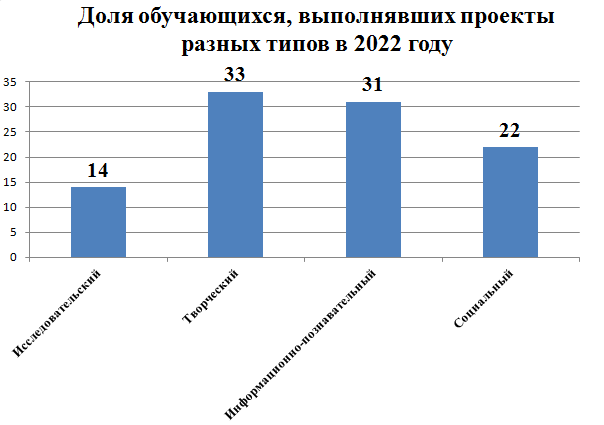 Доля обучающихся, выполнявших проекты
разных типов в 2022 году
35
30
25
20
15
10
5
0
14
33
31
22
Исследовательский
Творческий
Информационно-познавательный
Социальный